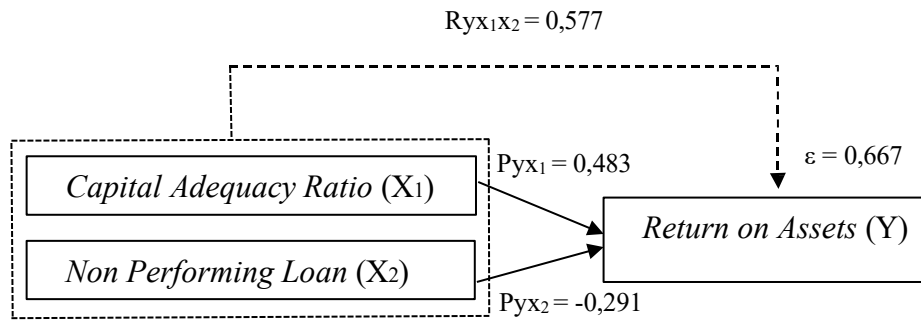 Ryx₁x₂ = 0,577
Pyx₁ = 0,483
ε = 0,667
Capital Adequacy Ratio (X₁)
Return on Assets (Y)
Non Performing Loan (X₂)
Pyx₂ = -0,291